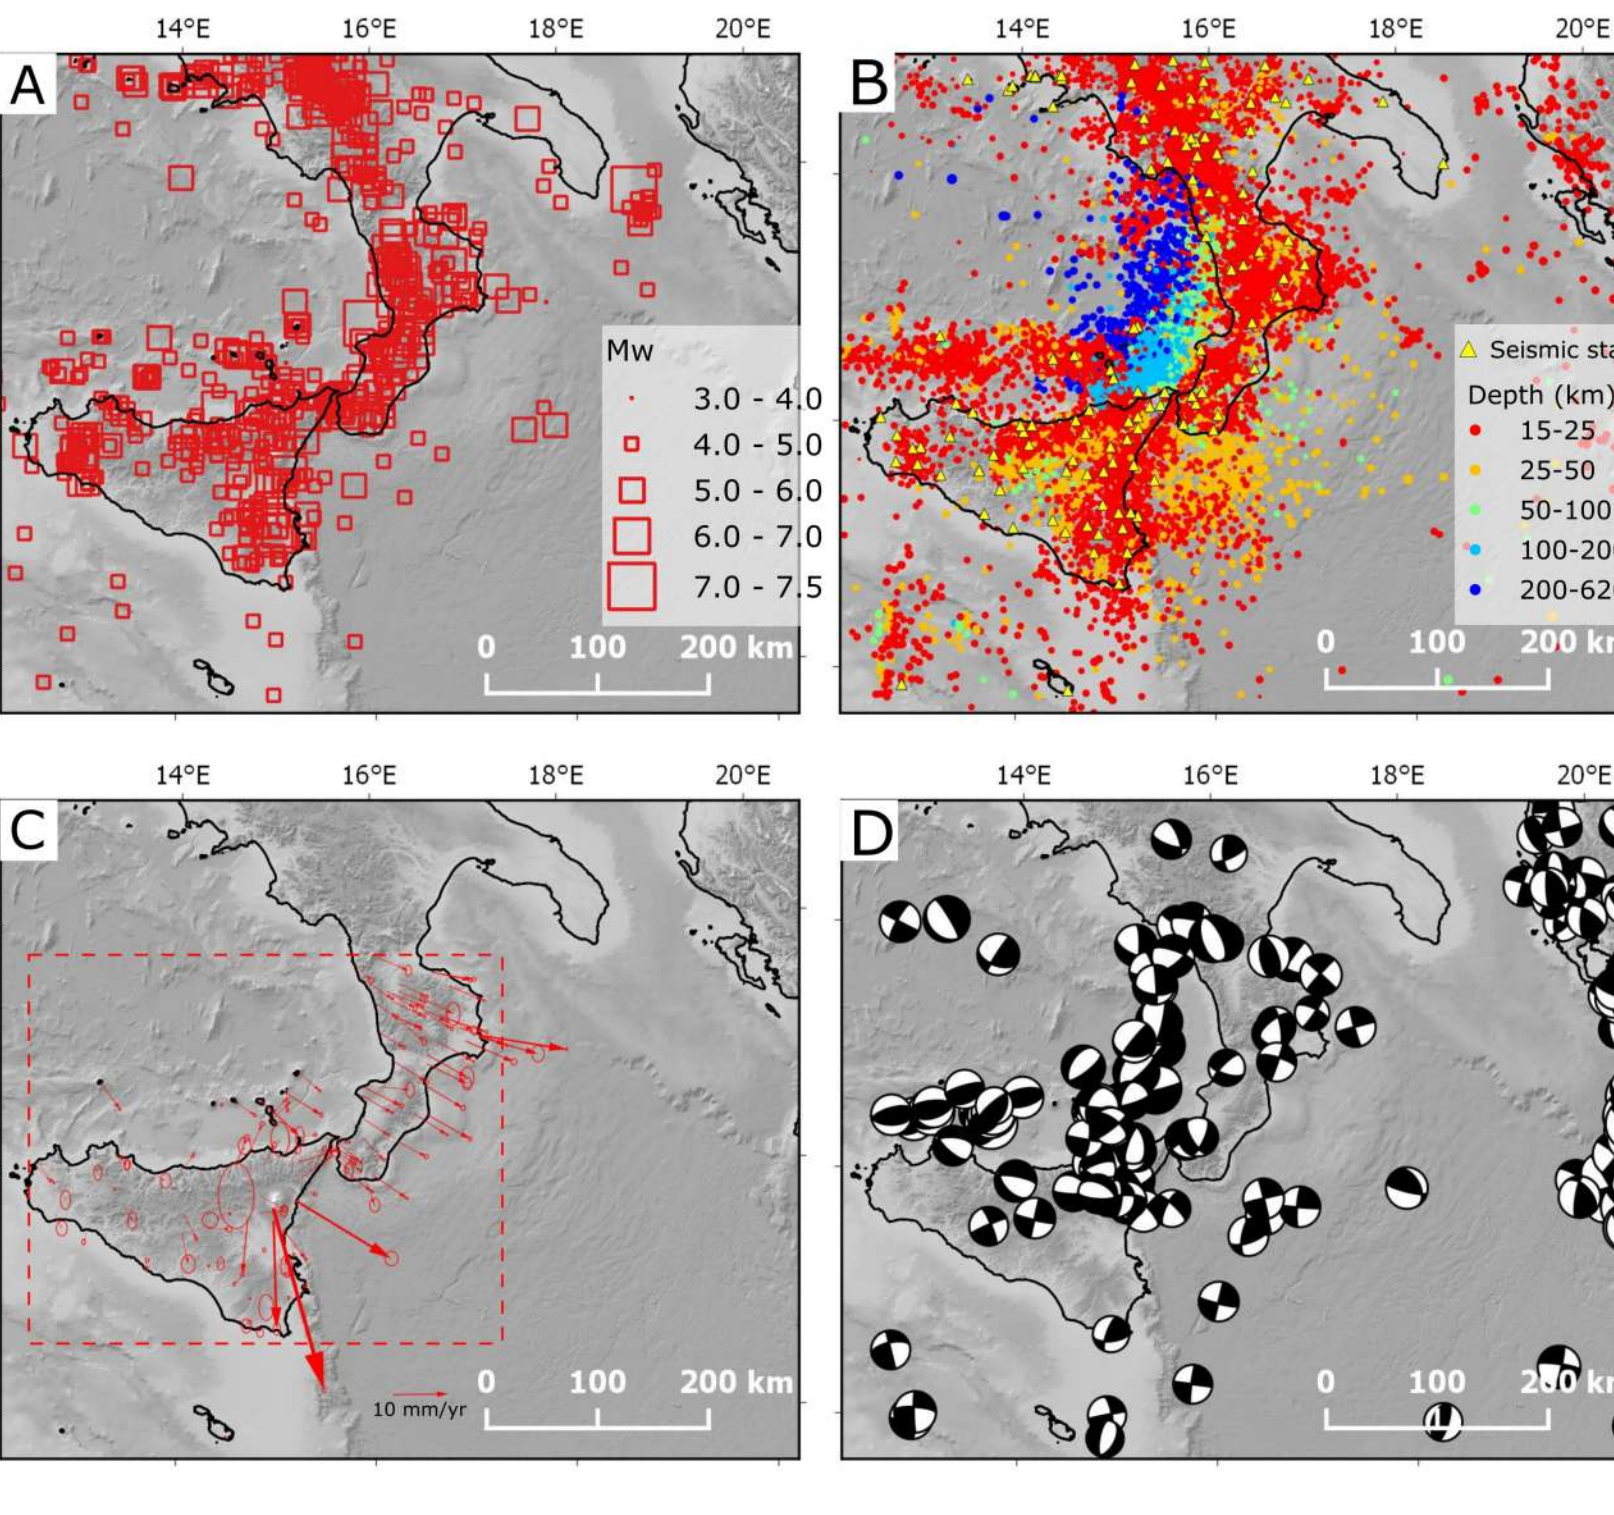 14°E 16°E 18°E 20°E
14°E 16°E 18°E 20°E
A
B
Mw
3.0 - 4.0
4.0 - 5.0
5.0 - 6.0
6.0 - 7.0
7.0 - 7.5
0 100 200 km
Seismic sta
Depth (km)
15-25
25-50
50-100
100-20
200-62
0 100 200 k
14°E 16°E 18°E 20°E
14°E 16°E 18°E 20°
C
D
10 mm/yr
0 100 200 km
0 100 200 k